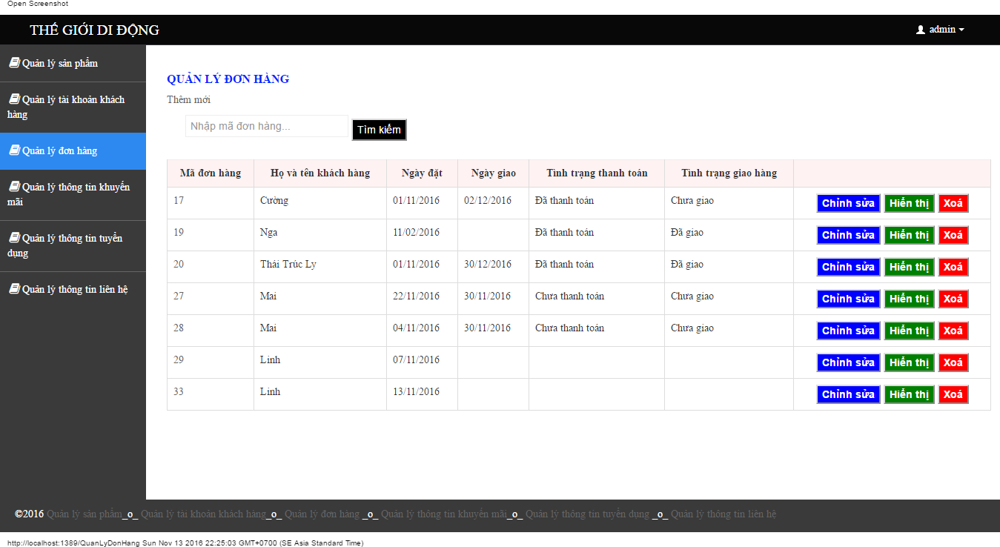 Open Screenshot
THẾ GIỚI DI ĐỘNG
admin
Quản lý sản phẩm
Quản lý tài khoản khách
hàng
Quản lý đơn hàng
Quản lý thông tin khuyến
mãi
Quản lý thông tin tuyển
dụng
Quản lý thông tin liên hệ
QUẢN LÝ ĐƠN HÀNG
Thêm mới
Nhập mã đơn hàng... Tìm kiếm
Mã đơn hàng Họ và tên khách hàng Ngày đặt Ngày giao Tình trạng thanh toán Tình trạng giao hàng
17 Cường 01/11/2016 02/12/2016 Đã thanh toán Chưa giao Chỉnh sửa Hiển thị Xoá
19 Nga 11/02/2016 Đã thanh toán Đã giao Chỉnh sửa Hiển thị Xoá
20 Thái Trúc Ly 01/11/2016 30/12/2016 Đã thanh toán Đã giao Chỉnh sửa Hiển thị Xoá
27 Mai 22/11/2016 30/11/2016 Chưa thanh toán Chưa giao Chỉnh sửa Hiển thị Xoá
28 Mai 04/11/2016 30/11/2016 Chưa thanh toán Chưa giao Chỉnh sửa Hiển thị Xoá
29 Linh 07/11/2016 Chỉnh sửa Hiển thị Xoá
33 Linh 13/11/2016 Chỉnh sửa Hiển thị Xoá
©2016 Quản lý sản phẩm_o_ Quản lý tài khoản khách hàng_o_ Quản lý đơn hàng _o_ Quản lý thông tin khuyến mãi_o_ Quản lý thông tin tuyển dụng _o_ Quản lý thông tin liên hệ
http://localhost:1389/QuanLyDonHang Sun Nov 13 2016 22:25:03 GMT+0700 (SE Asia Standard Time)